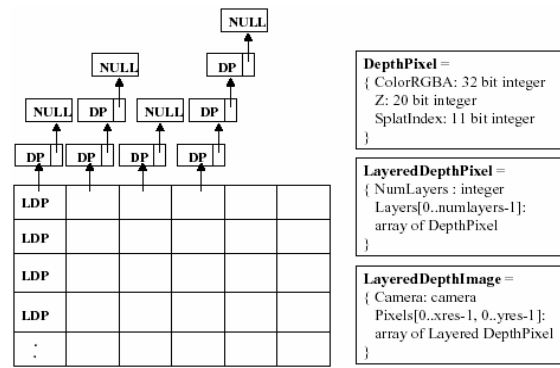 NULL
NULL
DP
NULL
DP
NULL
DP
DP
DP
DP
DP
LDP
LDP
LDP
LDP
:
DepthPixel =
{ ColorRGBA: 32 bit integer
Z: 20 bit integer
SplatIndex: 11 bit integer
}
LayeredDepthPixel =
{ NumLayers : integer
Layers[0..numlayers-1]:
array of DepthPixel
}
LayeredDepthImage =
{ Camera: camera
Pixels[0..xres-1, 0..yres-1]:
array of Layered DepthPixel
}